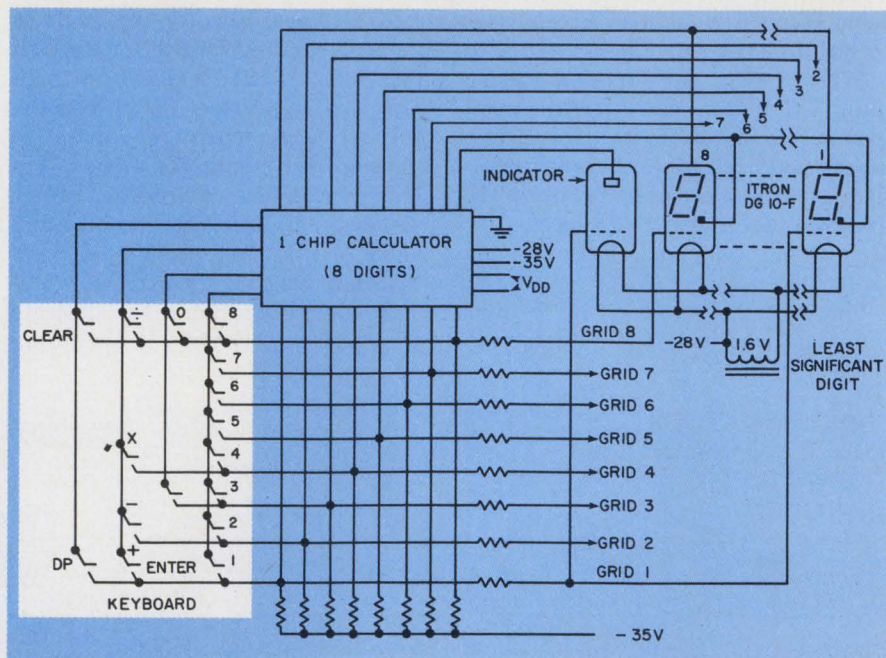 2
3
4
5
6
7
8
1
INDICATOR
ITRON
DG 10-F
1 CHIP CALCULATOR
(8 DIGITS)
-28V
-35V
VDD
CLEAR
÷
0
8
GRID 8
-28V
1.6 V
LEAST
SIGNIFICANT
DIGIT
7
GRID 7
6
GRID 6
5
GRID 5
X
4
GRID 4
3
GRID 3
-
2
GRID 2
DP
+
ENTER
1
GRID 1
KEYBOARD
-35V